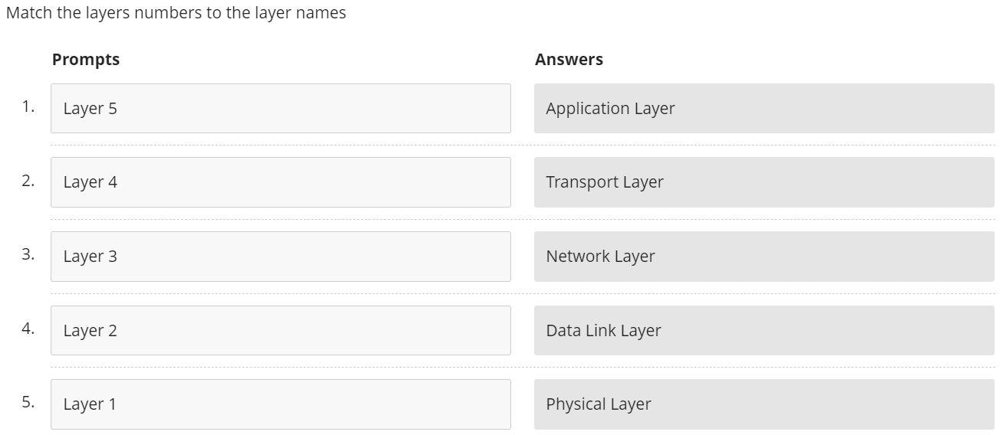 Match the layers numbers to the layer names
Prompts Answers
1. Layer 5 Application Layer
2. Layer 4 Transport Layer
3. Layer 3 Network Layer
4. Layer 2 Data Link Layer
5. Layer 1 Physical Layer